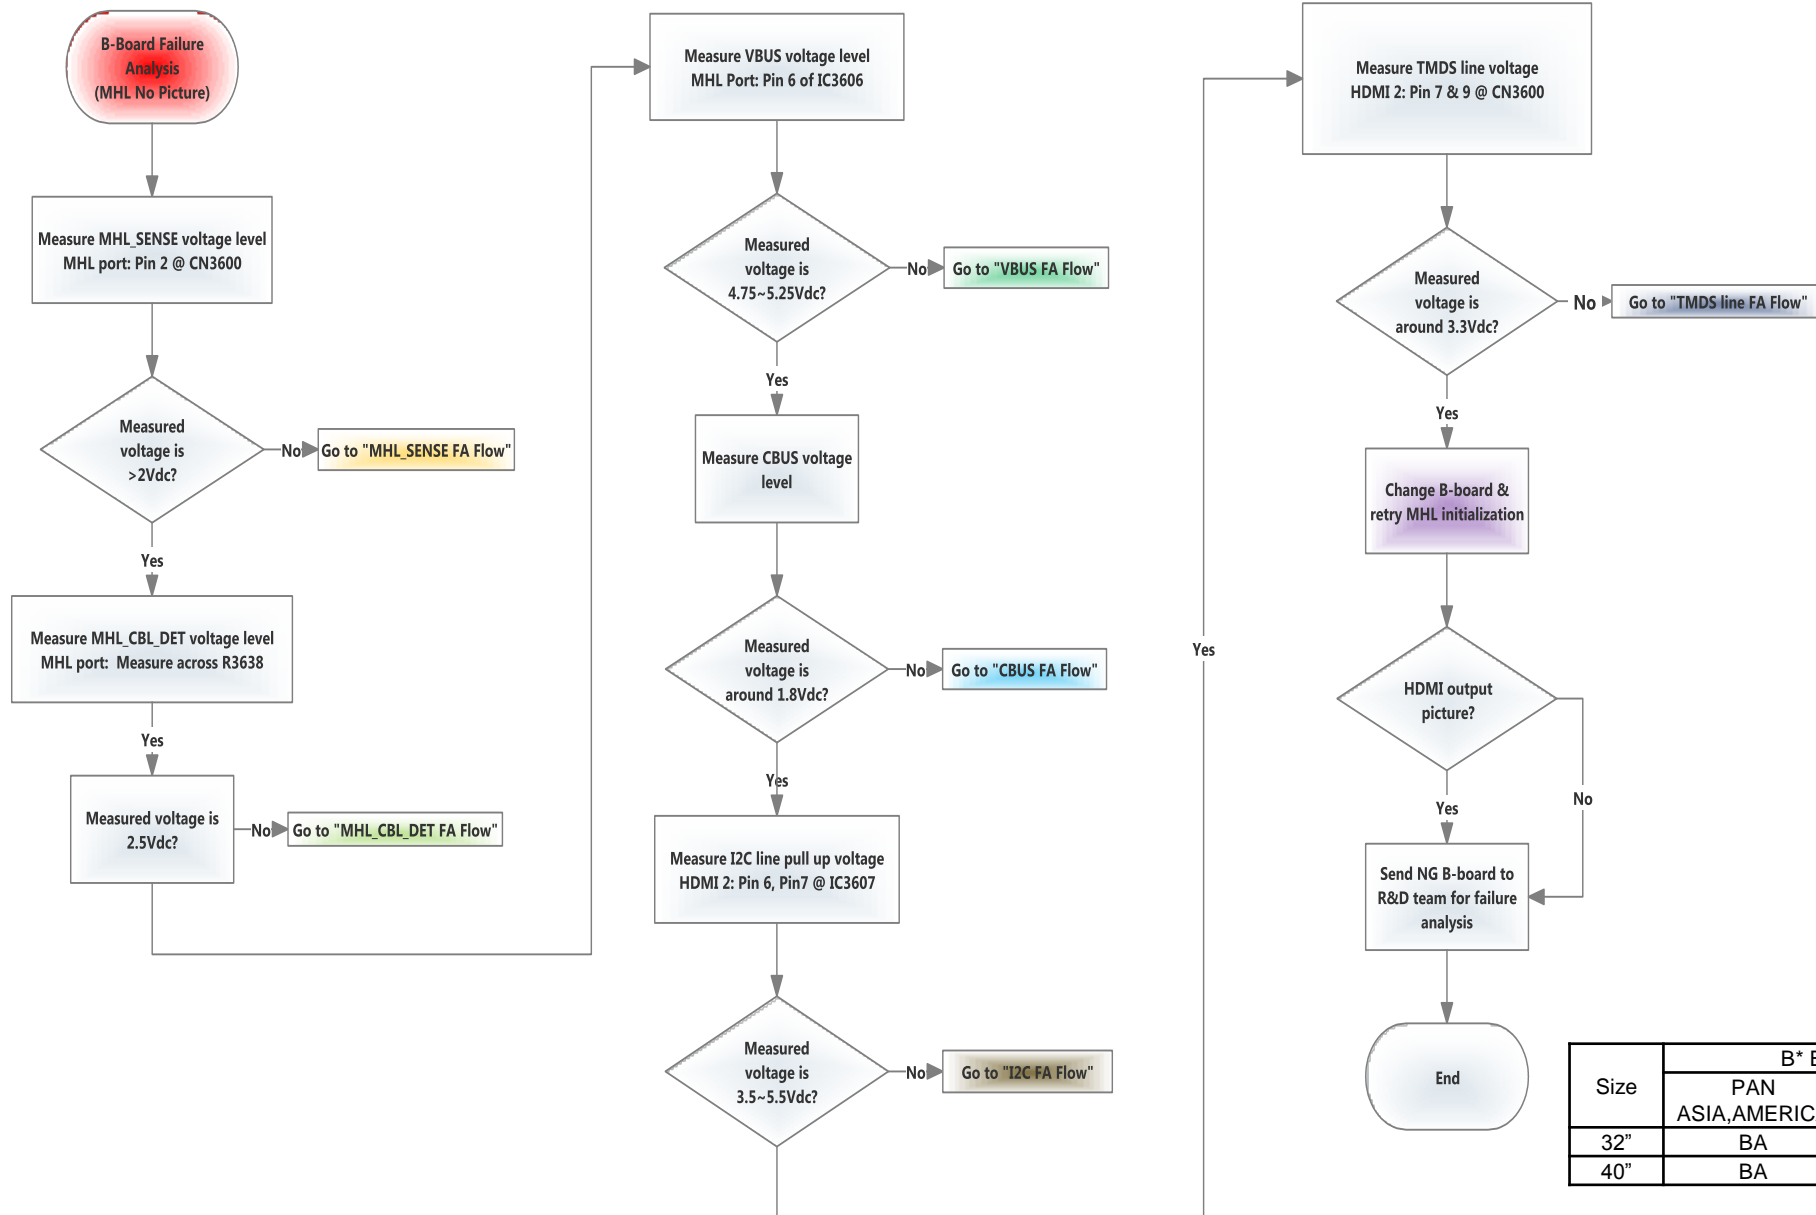 B-Board Failure
Analysis
(MHL No Picture)
Measure MHL_SENSE voltage level
MHL port: Pin 2 @ CN3600
Measured
voltage is
>2Vdc?
No
Go to "MHL_SENSE FA Flow"
Yes
Measure MHL_CBL_DET voltage level
MHL port: Measure across R3638
Yes
Measured voltage is
2.5Vdc?
No
Go to "MHL_CBL_DET FA Flow"
Measure VBUS voltage level
MHL Port: Pin 6 of IC3606
Measured
voltage is
4.75~5.25Vdc?
No
Go to "VBUS FA Flow"
Yes
Measure CBUS voltage
level
Measured
voltage is
around 1.8Vdc?
No
Go to "CBUS FA Flow"
Yes
Measure I2C line pull up voltage
HDMI 2: Pin 6, Pin7 @ IC3607
Measured
voltage is
3.5~5.5Vdc?
No
Go to "I2C FA Flow"
Yes
Measure TMDS line voltage
HDMI 2: Pin 7 & 9 @ CN3600
Measured
voltage is
around 3.3Vdc?
No
Go to "TMDS line FA Flow"
Yes
Change B-board &
retry MHL initialization
HDMI output
picture?
No
Yes
Send NG B-board to
R&D team for failure
analysis
End
Size
B*
PAN
ASIA,AMERIC
32” BA
40” BA